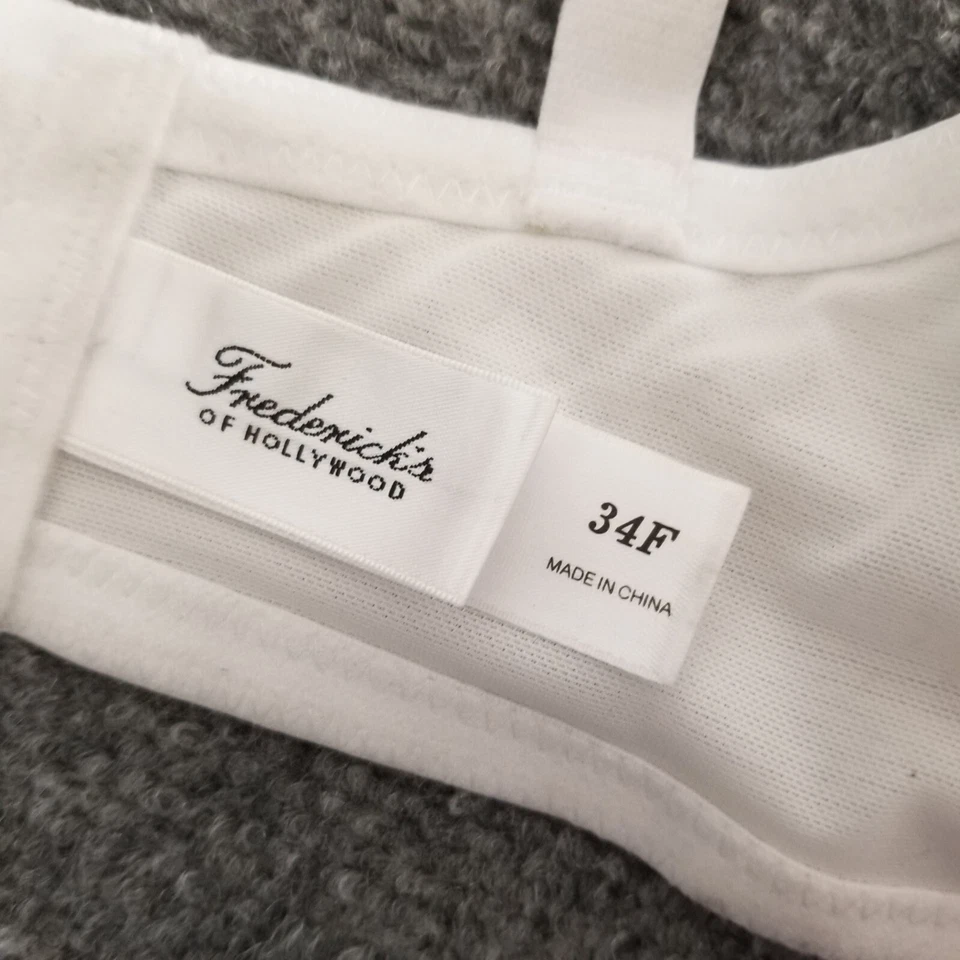 Frederick's
OF HOLLYWOOD
34F
MADE IN CHINA